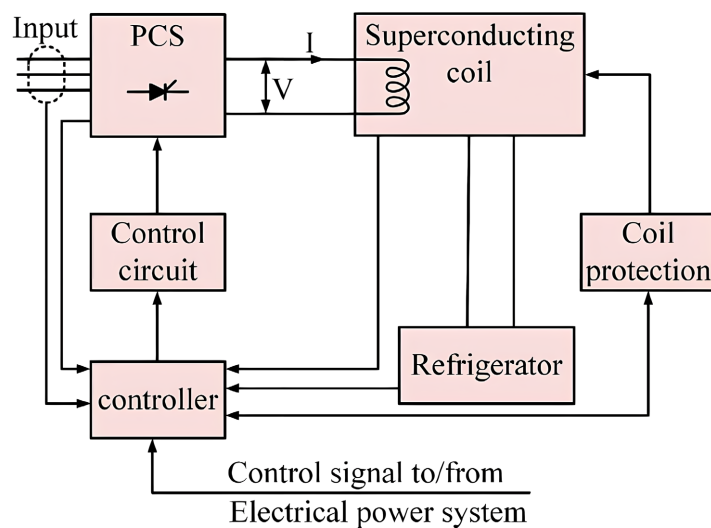 Input
PCS
I
V
Superconducting
coil
Control
circuit
Coil
protection
Refrigerator
controller
Control signal to/from
Electrical power system